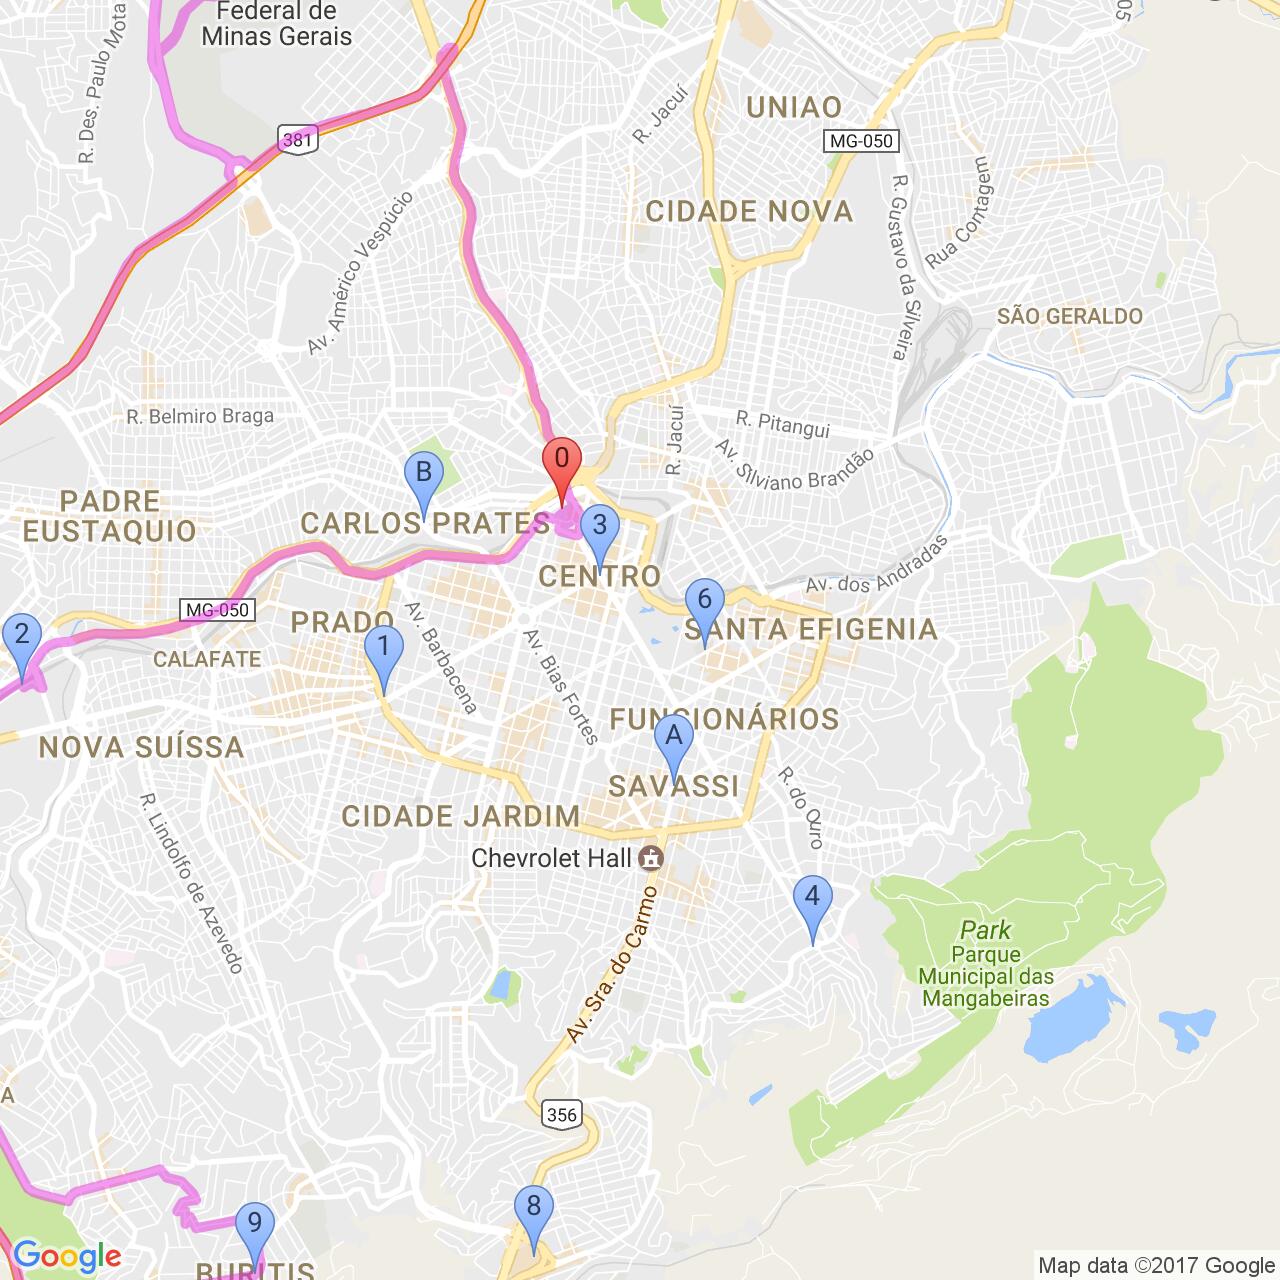 Federal de
Minas Gerais
R. Des. Paulo Mota
05
R. Jacuí
UNIAO
381
MG-050
Av. Américo Vespúcio
CIDADE NOVA
R. Gustavo da Silveira
Rua Contagem
SÃO GERALDO
R. Belmiro Braga
R. Jacuí
R. Pitangui
Av. Silviano Brandão
0
B
PADRE
EUSTAQUIO
CARLOS PRATES
3
CENTRO
Av. dos Andradas
MG-050
6
PRADO
2
SANTA EFIGENIA
1
CALAFATE
Av. Barbacena
Av. Bias Fortes
FUNCIONÁRIOS
A
NOVA SUÍSSA
SAVASSI
R. do Ouro
CIDADE JARDIM
R. Lindolfo de Azevedo
Chevrolet Hall
4
Av. Sra. do Carmo
Park
Parque
Municipal das
Mangabeiras
A
356
8
9
BURITIS
Google
Map data ©2017 Google